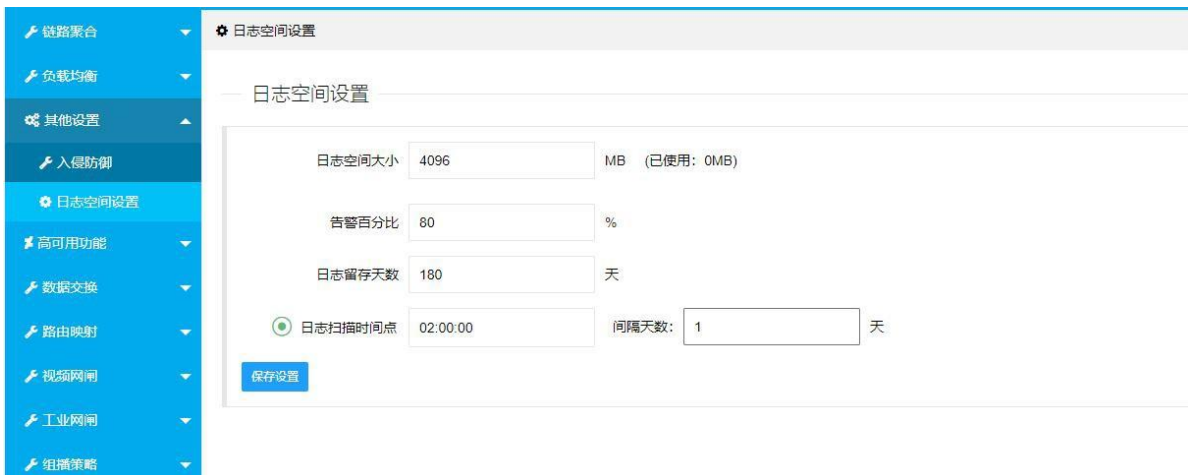 链路聚合
负载均衡
其他设置
入侵防御
日志空间设置
高可用功能
数据交换
路由映射
视频网闸
工业网闸
组播策略
日志空间设置
日志空间设置
日志空间大小 4096 MB (已使用: 0MB)
告警百分比 80 %
日志留存天数 180 天
日志扫描时间点 02:00:00 间隔天数: 1 天
保存设置